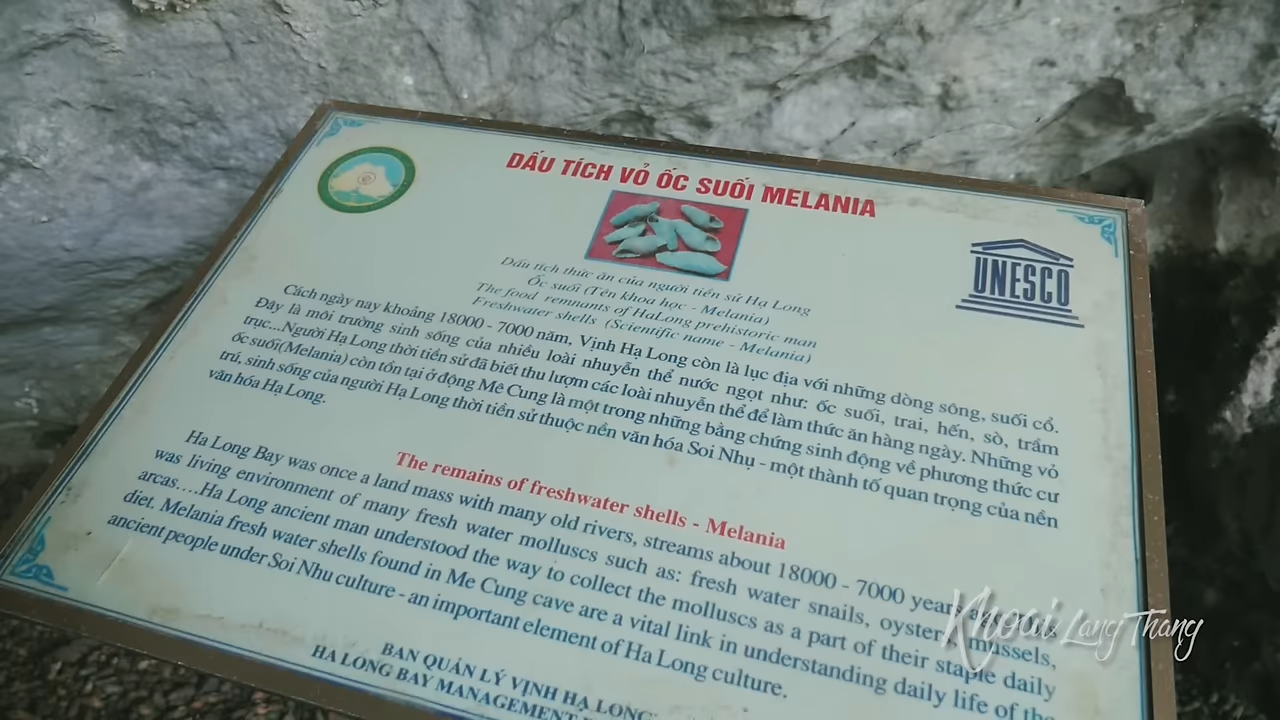 DẤU TÍCH VỎ ỐC SUỐI MELANIA
UNESCO
Dấu tích thức ăn của người tiền sử Hạ Long
Ốc suối (Tên khoa học - Melania)
The food remnants of HaLong prehistoric man
Freshwater shells (Scientific name - Melania)
Cách ngày nay khoảng 18000 - 7000 năm, Vịnh Hạ Long còn là lục địa với những dòng sông, suối cổ.
Đây là môi trường sinh sống của nhiều loài nhuyễn thể nước ngọt như: ốc suối, trai, hến, sò, trầm
trục...Người Hạ Long thời tiền sử đã biết thu lượm các loài nhuyễn thể để làm thức ăn hàng ngày. Những vỏ
ốc suối(Melania) còn tồn tại ở động Mê Cung là một trong những bằng chứng sinh động về phương thức cư
trú, sinh sống của người Hạ Long thời tiền sử thuộc nền văn hóa Soi Nhụ - một thành tố quan trọng của nền
văn hóa Hạ Long.
The remains of freshwater shells - Melania
Ha Long Bay was once a land mass with many old rivers, streams about 18000 - 7000 years
was living environment of many fresh water molluscs such as: fresh water snails, oysters, mussels,
arcas....Ha Long ancient man understood the way to collect the molluscs as a part of their staple daily
diet. Melania fresh water shells found in Me Cung cave are a vital link in understanding daily life of the
ancient people under Soi Nhu culture - an important element of Ha Long culture.
BAN QUẢN LÝ VỊNH HẠ LONG
HA LONG BAY MANAGEMENT
Khoai Lang Thang